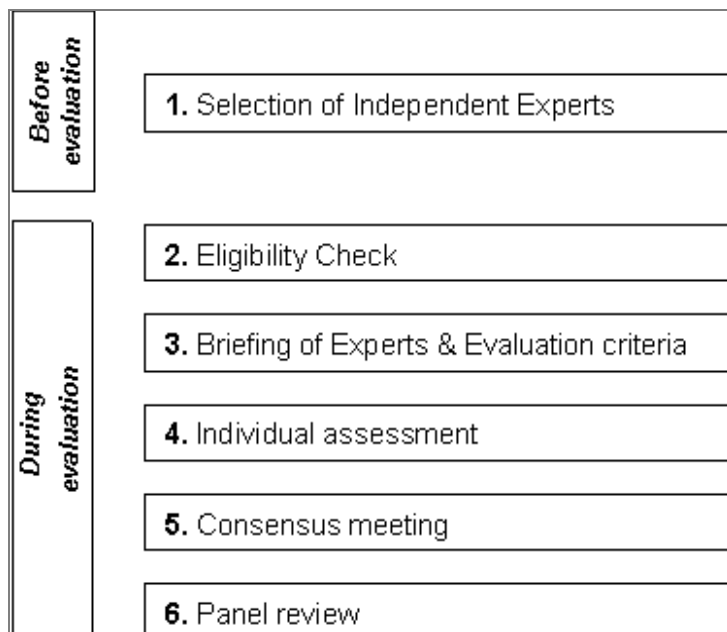 Before
evaluation
1. Selection of Independent Experts
During
evaluation
2. Eligibility Check
3. Briefing of Experts & Evaluation criteria
4. Individual assessment
5. Consensus meeting
6. Panel review